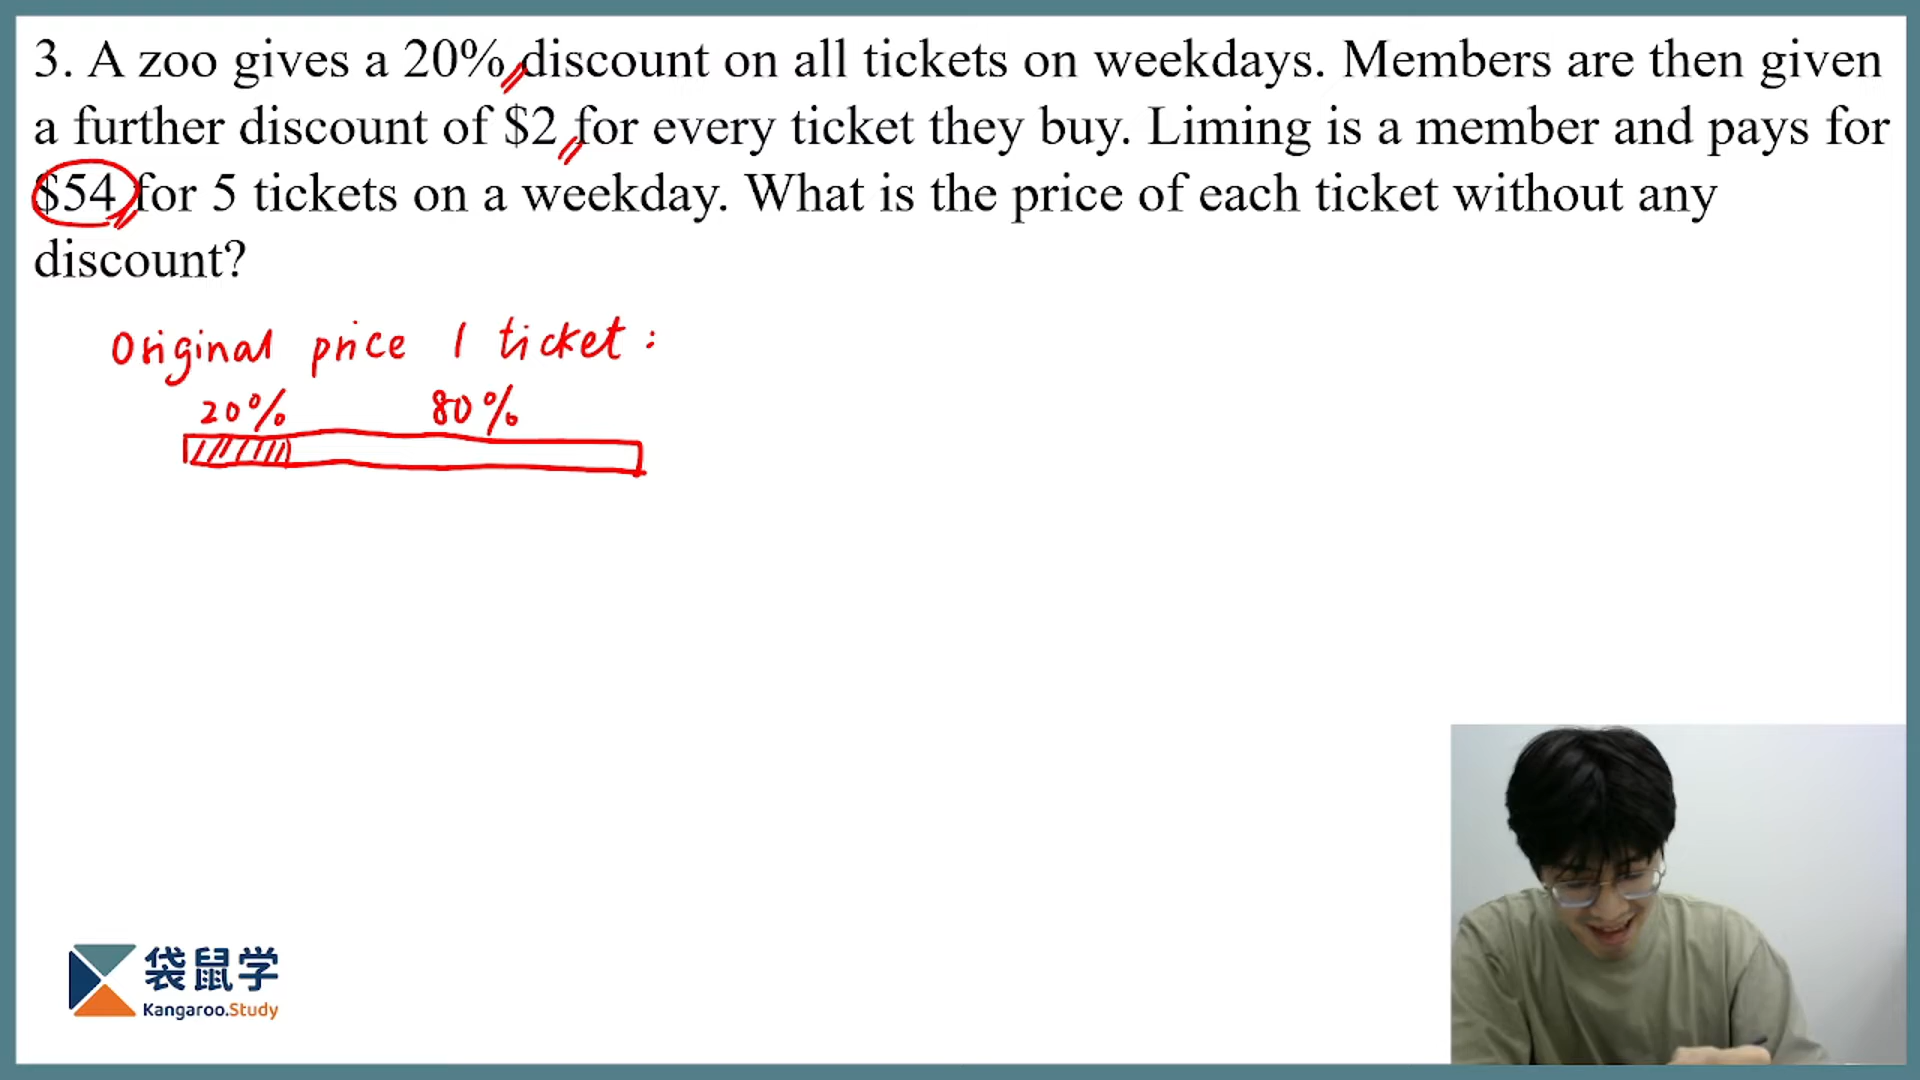 3. A zoo gives a 20% discount on all tickets on weekdays. Members are then given
a further discount of $2 for every ticket they buy. Liming is a member and pays for
$54 for 5 tickets on a weekday. What is the price of each ticket without any
discount?
Original price 1 ticket:
20% 80%
袋鼠学
Kangaroo.Study